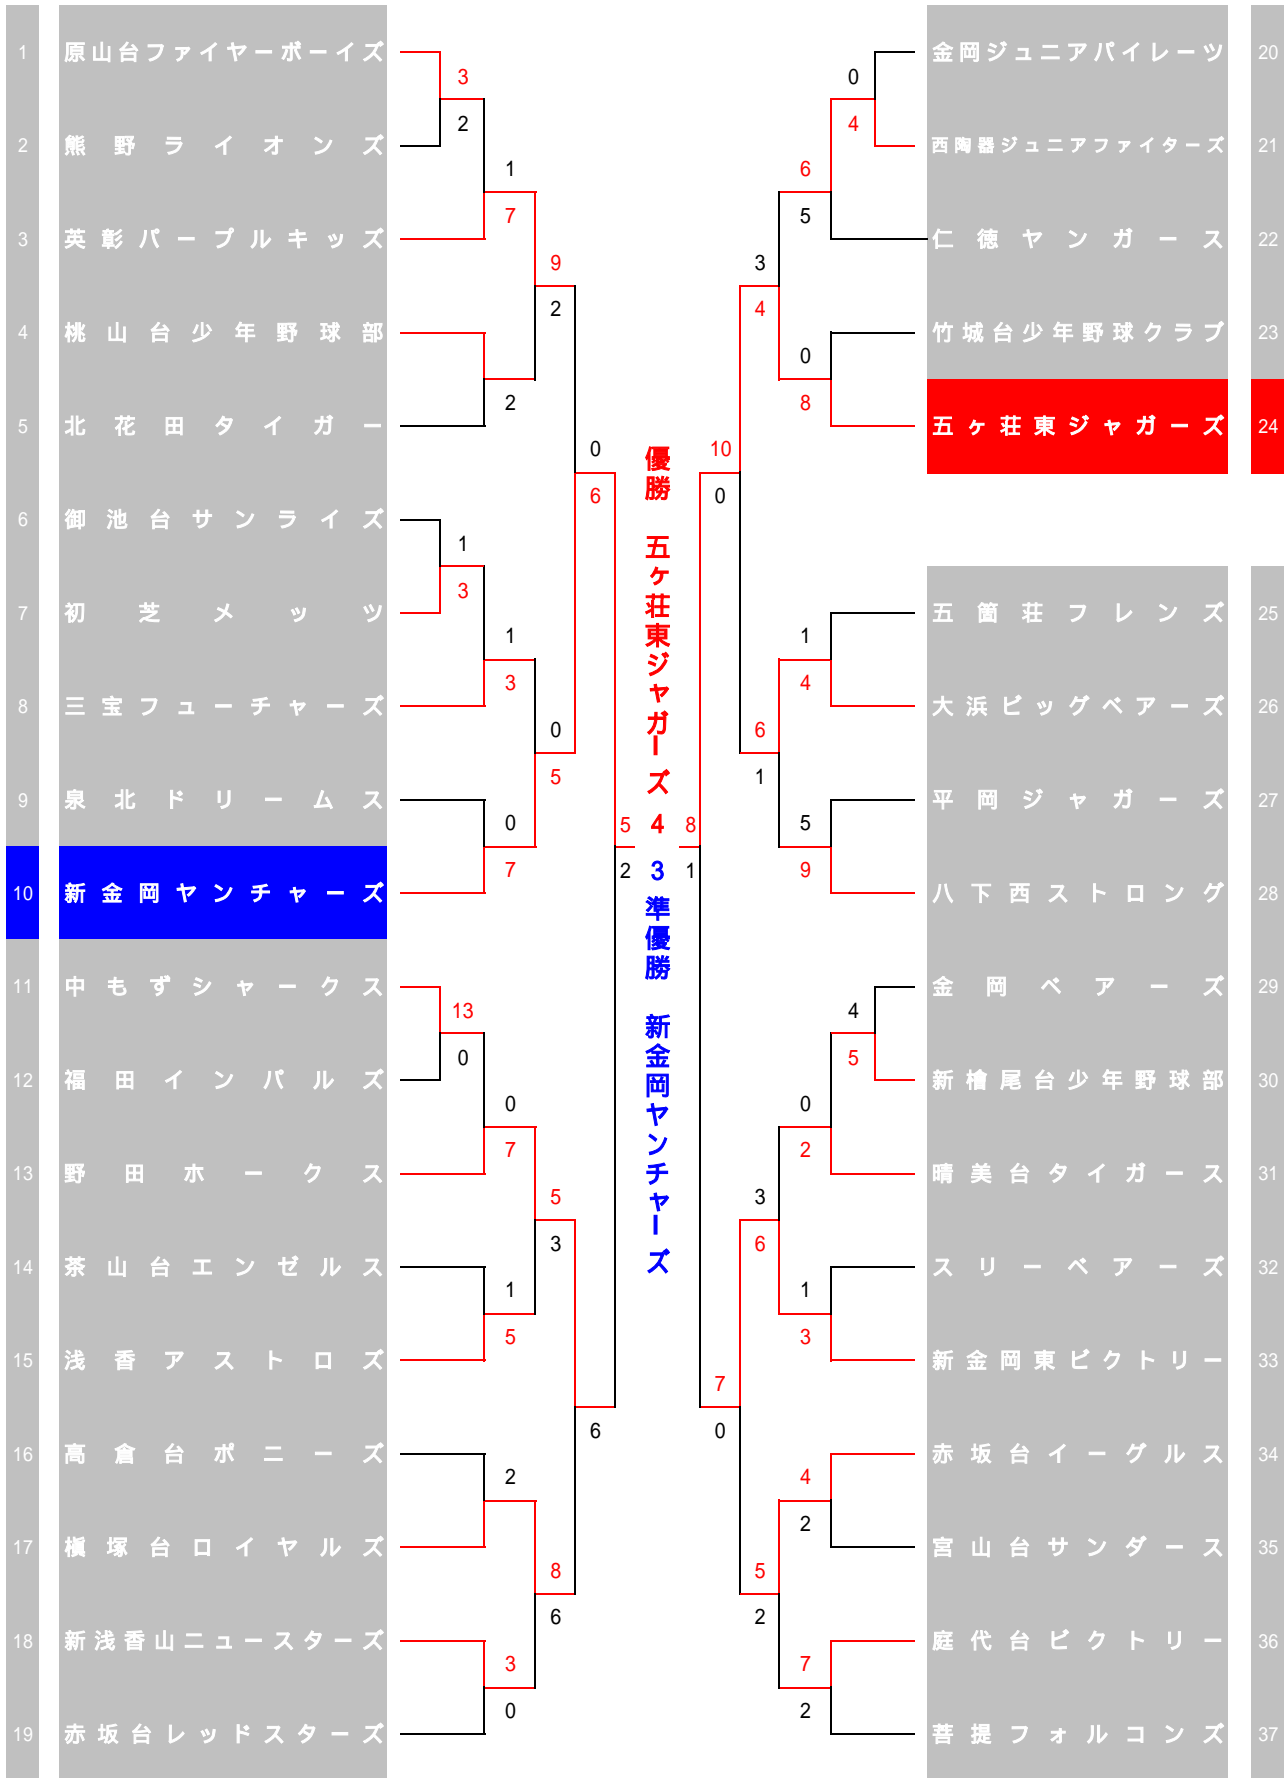 1 原山台ファイヤーボーイズ
2 熊野ライオンズ
3 英彰パープルキッズ
4 桃山台少年野球部
5 北花田タイガー
6 御池台サンライズ
7 初芝メッツ
8 三宝フューチャーズ
9 泉北ドリームス
10 新金岡ヤンチャーズ
11 中もずシャークス
12 福田インパルズ
13 野田ホークス
14 茶山台エンゼルス
15 浅香アストロズ
16 高倉台ポニーズ
17 槇塚台ロイヤルズ
18 新浅香山ニュースターズ
19 赤坂台レッドスターズ
3
2
1
7
9
2
2
0
6
1
3
1
3
0
5
0
7
5
2
13
0
0
7
5
3
1
5
6
2
8
6
3
0
優勝 五ヶ荘東ジャガーズ 4
3 準優勝 新金岡ヤンチャーズ
0
4
6
5
3
4
0
8
10
0
1
4
6
1
5
9
8
1
4
5
0
2
3
6
1
3
7
0
4
2
5
2
7
2
金岡ジュニアパイレーツ 20
西陶器ジュニアファイターズ 21
仁徳ヤンガース 22
竹城台少年野球クラブ 23
五ヶ荘東ジャガーズ 24
五箇荘フレンズ 25
大浜ビッグベアーズ 26
平岡ジャガーズ 27
八下西ストロング 28
金岡ベアーズ 29
新檜尾台少年野球部 30
晴美台タイガース 31
スリーベアーズ 32
新金岡東ビクトリー 33
赤坂台イーグルス 34
宮山台サンダース 35
庭代台ビクトリー 36
菩提フォルコンズ 37